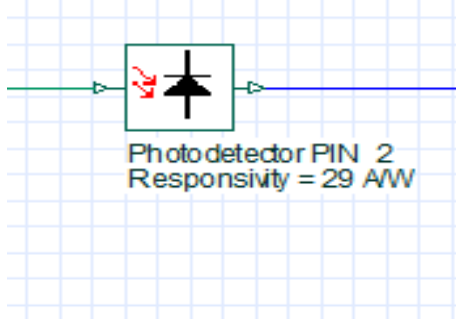 Photodetector PIN 2
Responsivity = 29 A/W